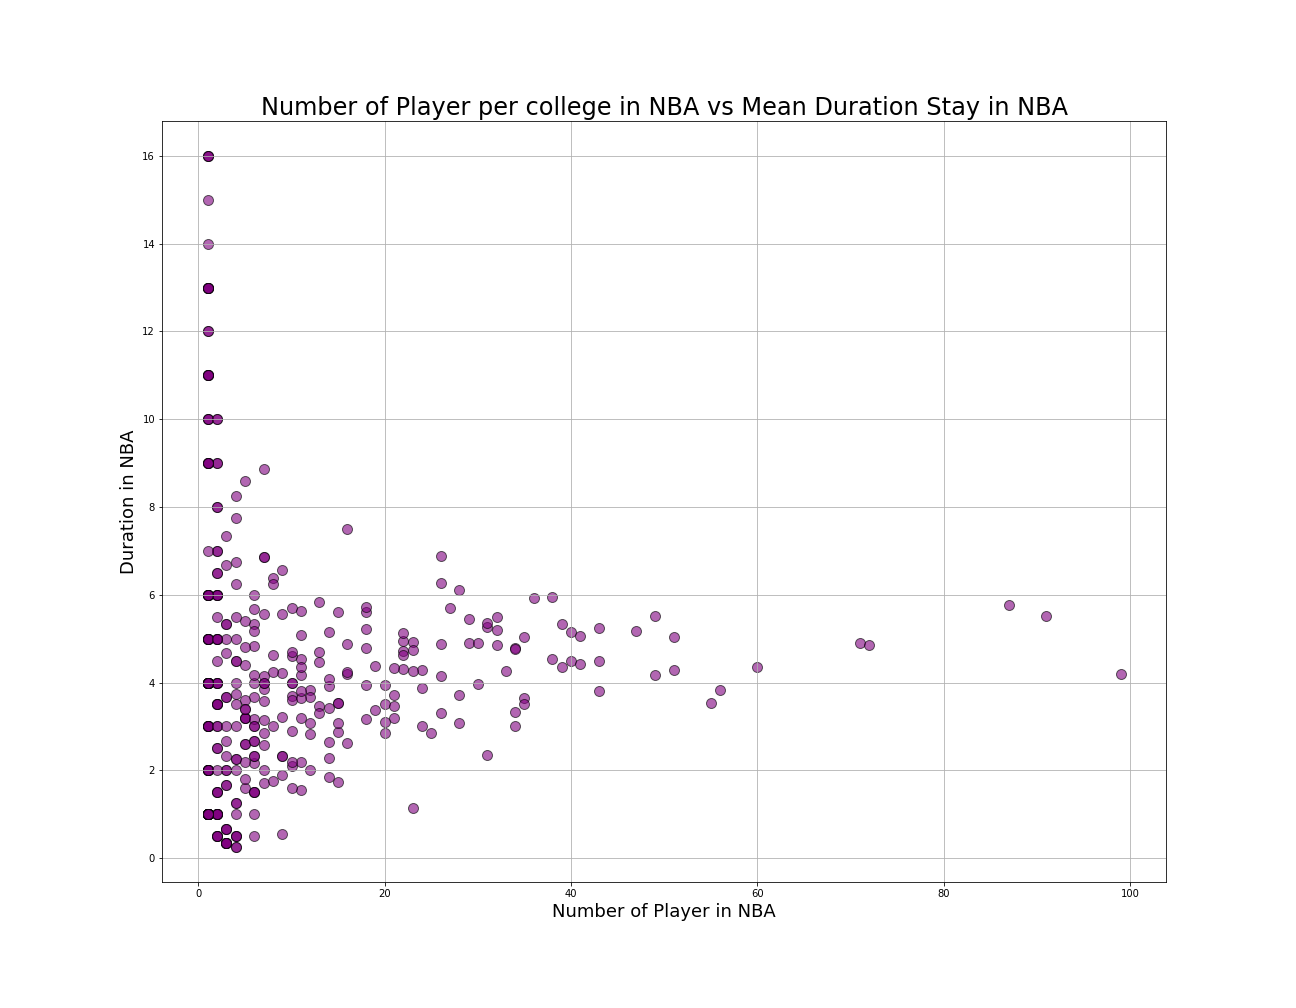 Number of Player per college in NBA vs Mean Duration Stay in NBA
16
14
12
10
8
6
4
2
0
Duration in NBA
0 20 40 60 80 100
Number of Player in NBA